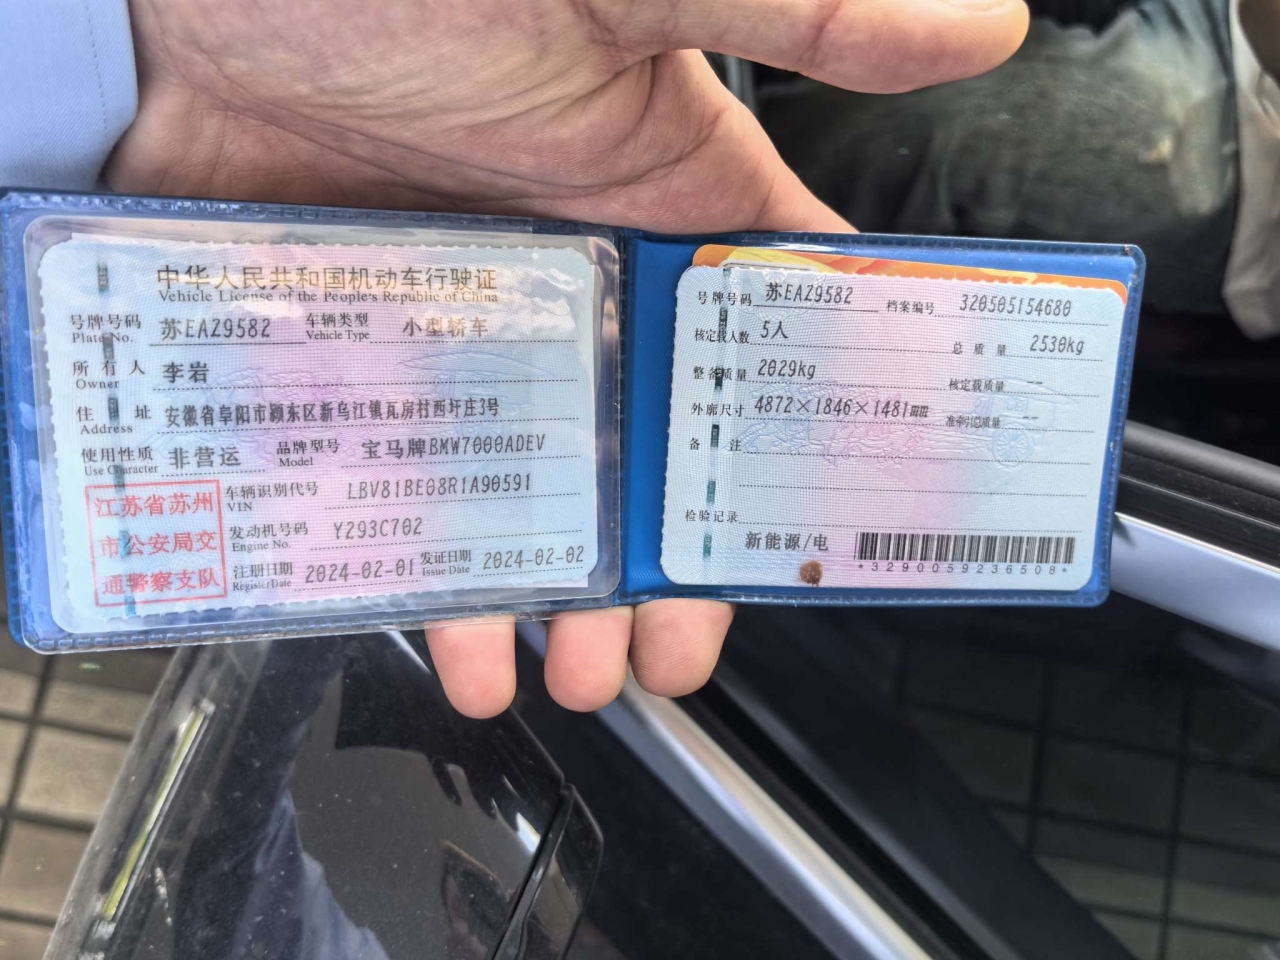 中华人民共和国机动车行驶证
Vehicle License of the People's Republic of China
号牌号码 Plate No. 苏EAZ9582 车辆类型 Vehicle Type 小型轿车
所有人 Owner 李岩
住址 Address 安徽省阜阳市颍东区新乌江镇瓦房村西圩庄3号
使用性质 Use Character 非营运 品牌型号 Model 宝马牌BMW7000ADEV
车辆识别代号 VIN LBV81BE08R1A90591
发动机号码 Engine No. Y293C702
注册日期 Register Date 2024-02-01 发证日期 Issue Date 2024-02-02
江苏省苏州
市公安局交
通警察支队
号牌号码 苏EAZ9582 档案编号 320505154680
核定载人数 5人 总质量 2530kg
整备质量 2029kg 核定载质量 --
外廓尺寸 4872×1846×1481mm 准牵引总质量 --
备注
检验记录
新能源/电
*3290059236508*